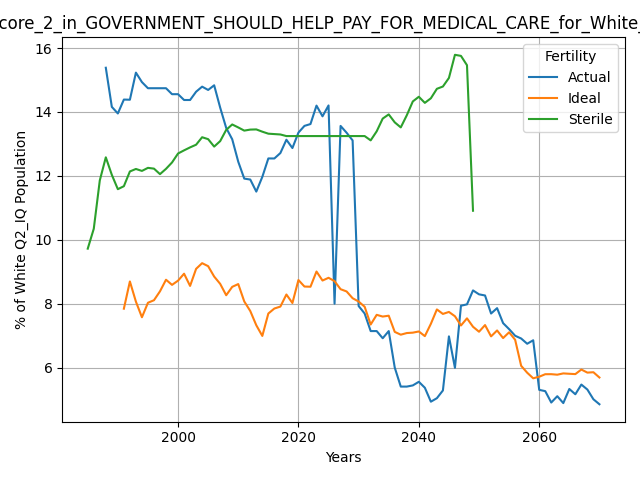 core_2_in_GOVERNMENT_SHOULD_HELP_PAY_FOR_MEDICAL_CARE_for_White_
Fertility
Actual
Ideal
Sterile
% of White Q2_IQ Population
16
14
12
10
8
6
2000
2020
2040
2060
Years